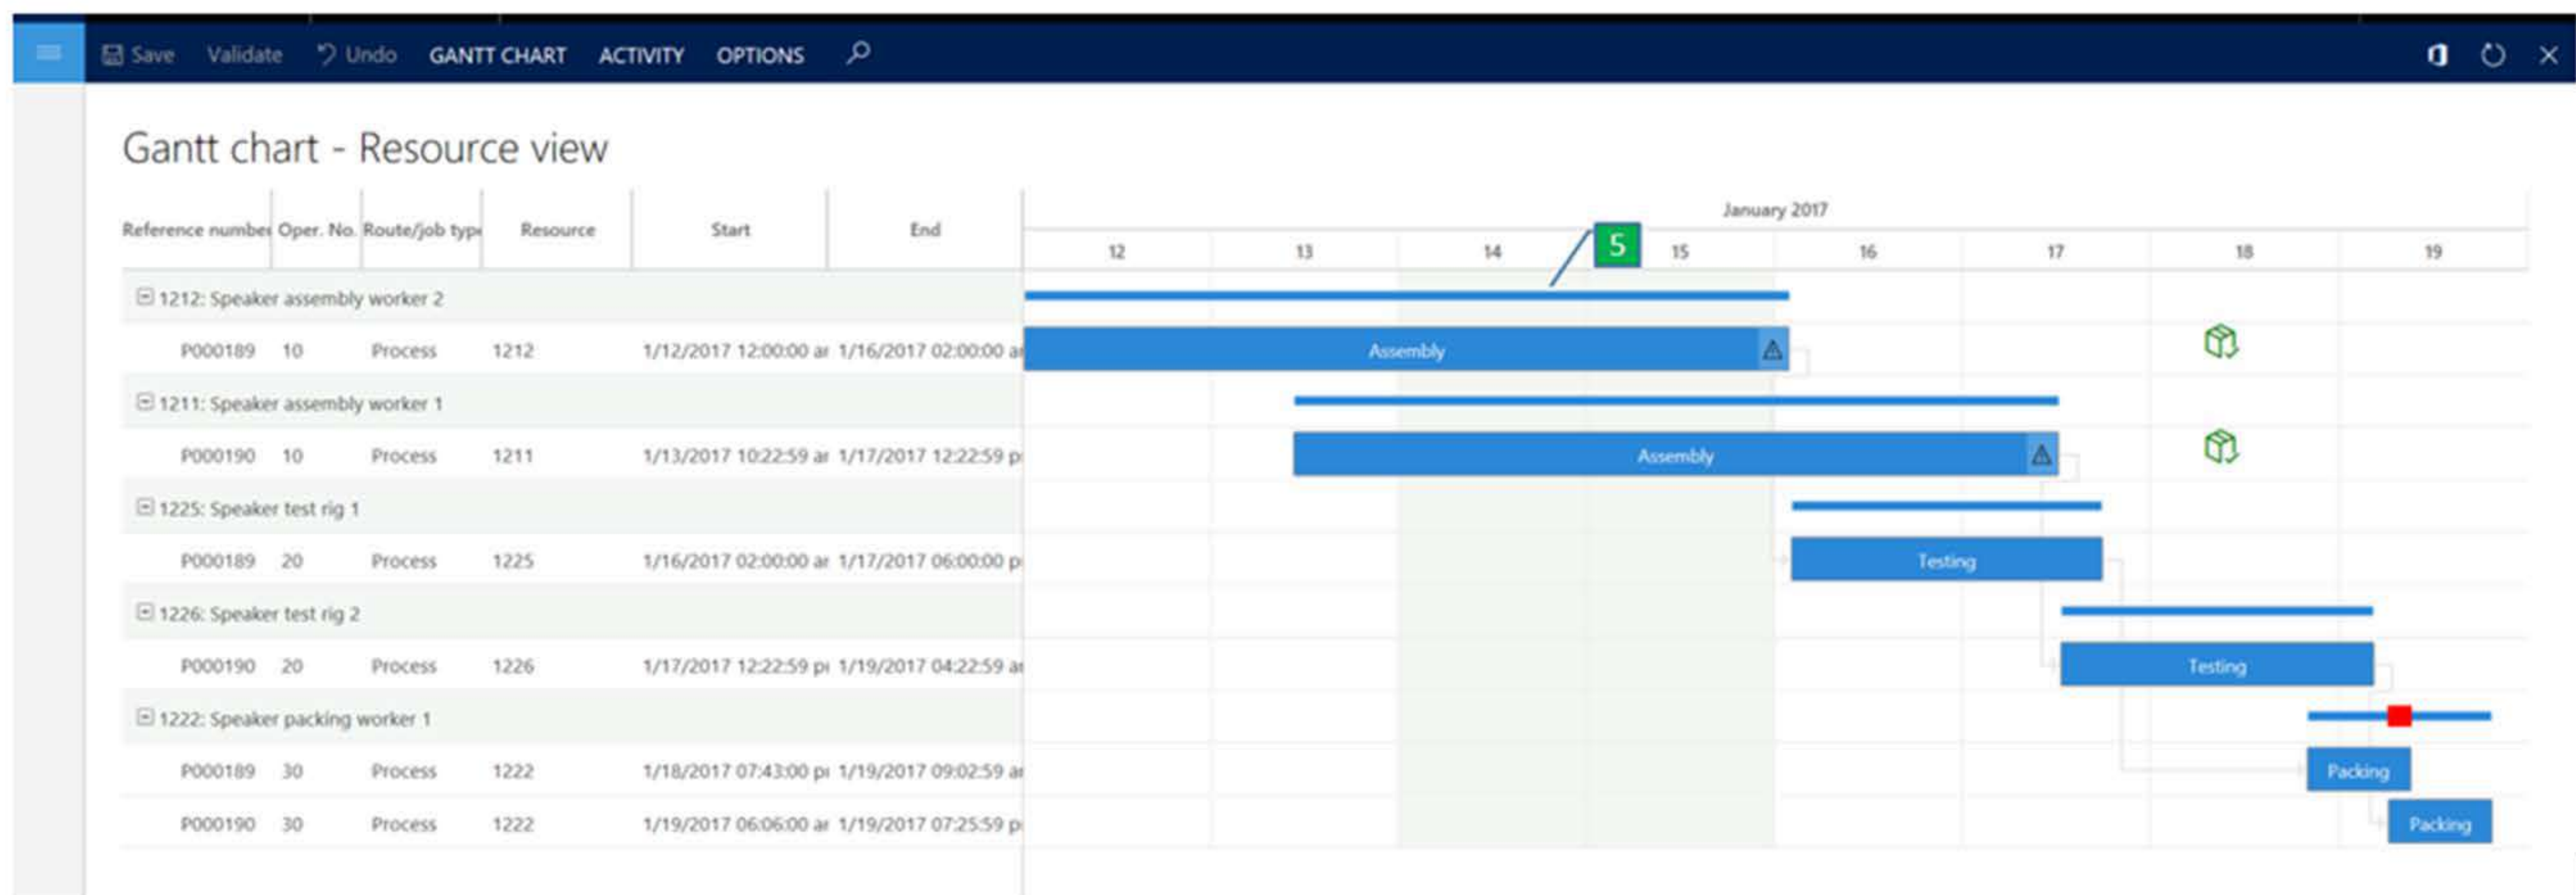 Save Validate Undo GANTT CHART ACTIVITY OPTIONS
Gantt chart - Resource view
January 2017
Reference number Oper. No. Route/job type Resource Start End
12 13 14 5 15 16 17 18 19
1212: Speaker assembly worker 2
P000189 10 Process 1212 1/12/2017 12:00:00 ar 1/16/2017 02:00:00 a Assembly
1211: Speaker assembly worker 1
P000190 10 Process 1211 1/13/2017 10:22:59 ar 1/17/2017 12:22:59 p Assembly
1225: Speaker test rig 1
P000189 20 Process 1225 1/16/2017 02:00:00 ar 1/17/2017 06:00:00 p Testing
1226: Speaker test rig 2
P000190 20 Process 1226 1/17/2017 12:22:59 p 1/19/2017 04:22:59 a Testing
1222: Speaker packing worker 1
P000189 30 Process 1222 1/18/2017 07:43:00 p 1/19/2017 09:02:59 a Packing
P000190 30 Process 1222 1/19/2017 06:06:00 ar 1/19/2017 07:25:59 p Packing